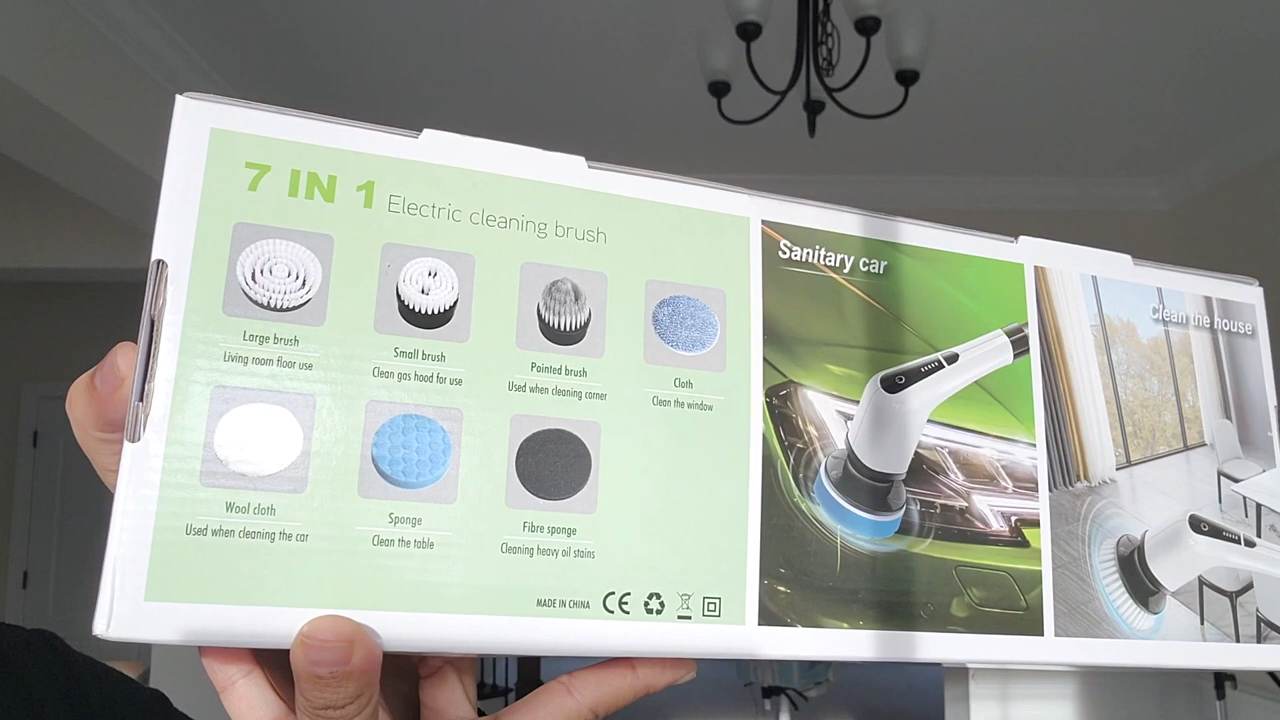 7 IN 1 Electric cleaning brush
Large brush
Living room floor use
Small brush
Clean gas hood for use
Pointed brush
Used when cleaning corner
Cloth
Clean the window
Wool cloth
Used when cleaning the car
Sponge
Clean the table
Fibre sponge
Cleaning heavy oil stains
MADE IN CHINA CE
Sanitary car
Clean the house